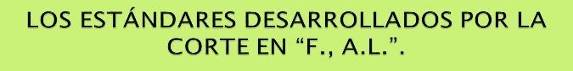 LOS ESTÁNDARES DESARROLLADOS POR LA
CORTE EN “F., A.L.”.